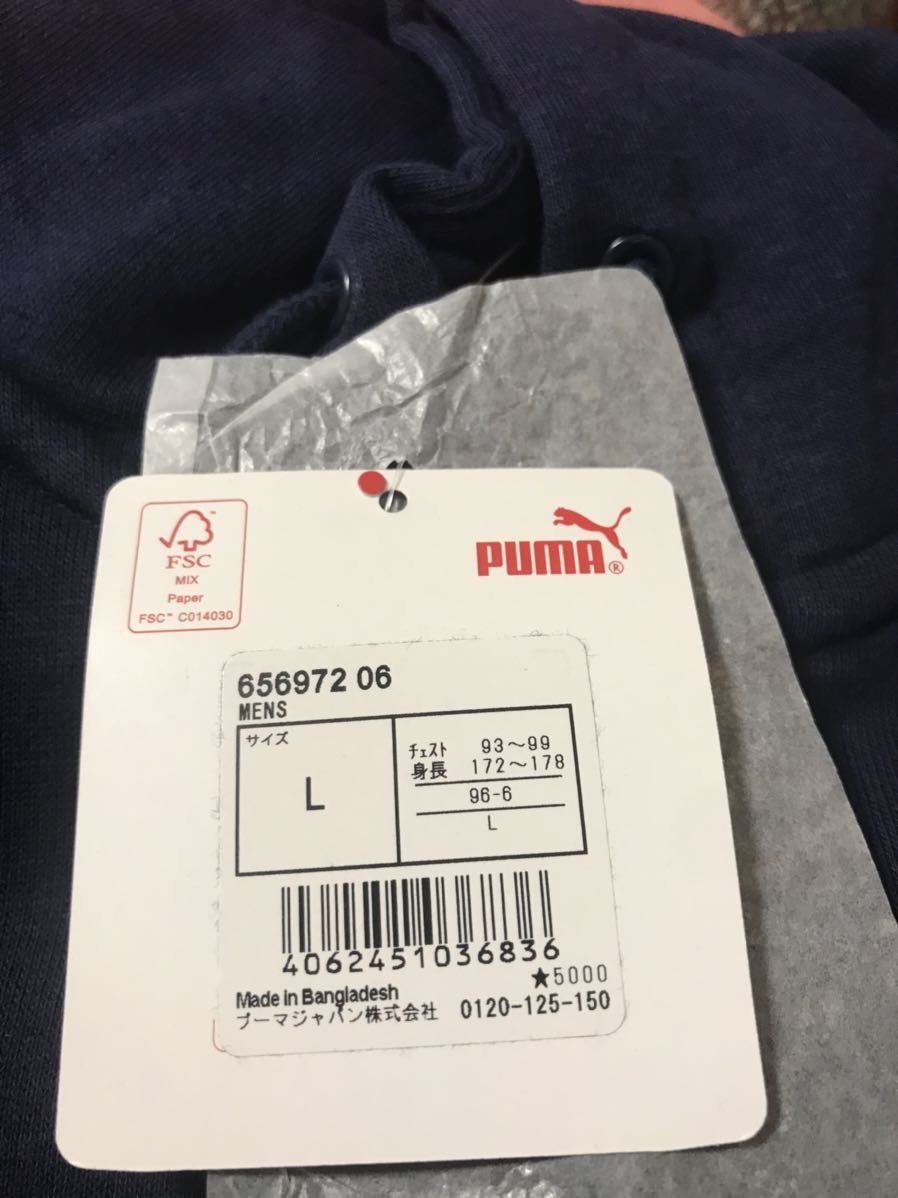 FSC
MIX
Paper
FSC™ C014030
PUMA®
656972 06
MENS
サイズ
L
チェスト 93～99
身長 172～178
96-6
L
4062451036836
★5000
Made in Bangladesh
プーマジャパン株式会社 0120-125-150